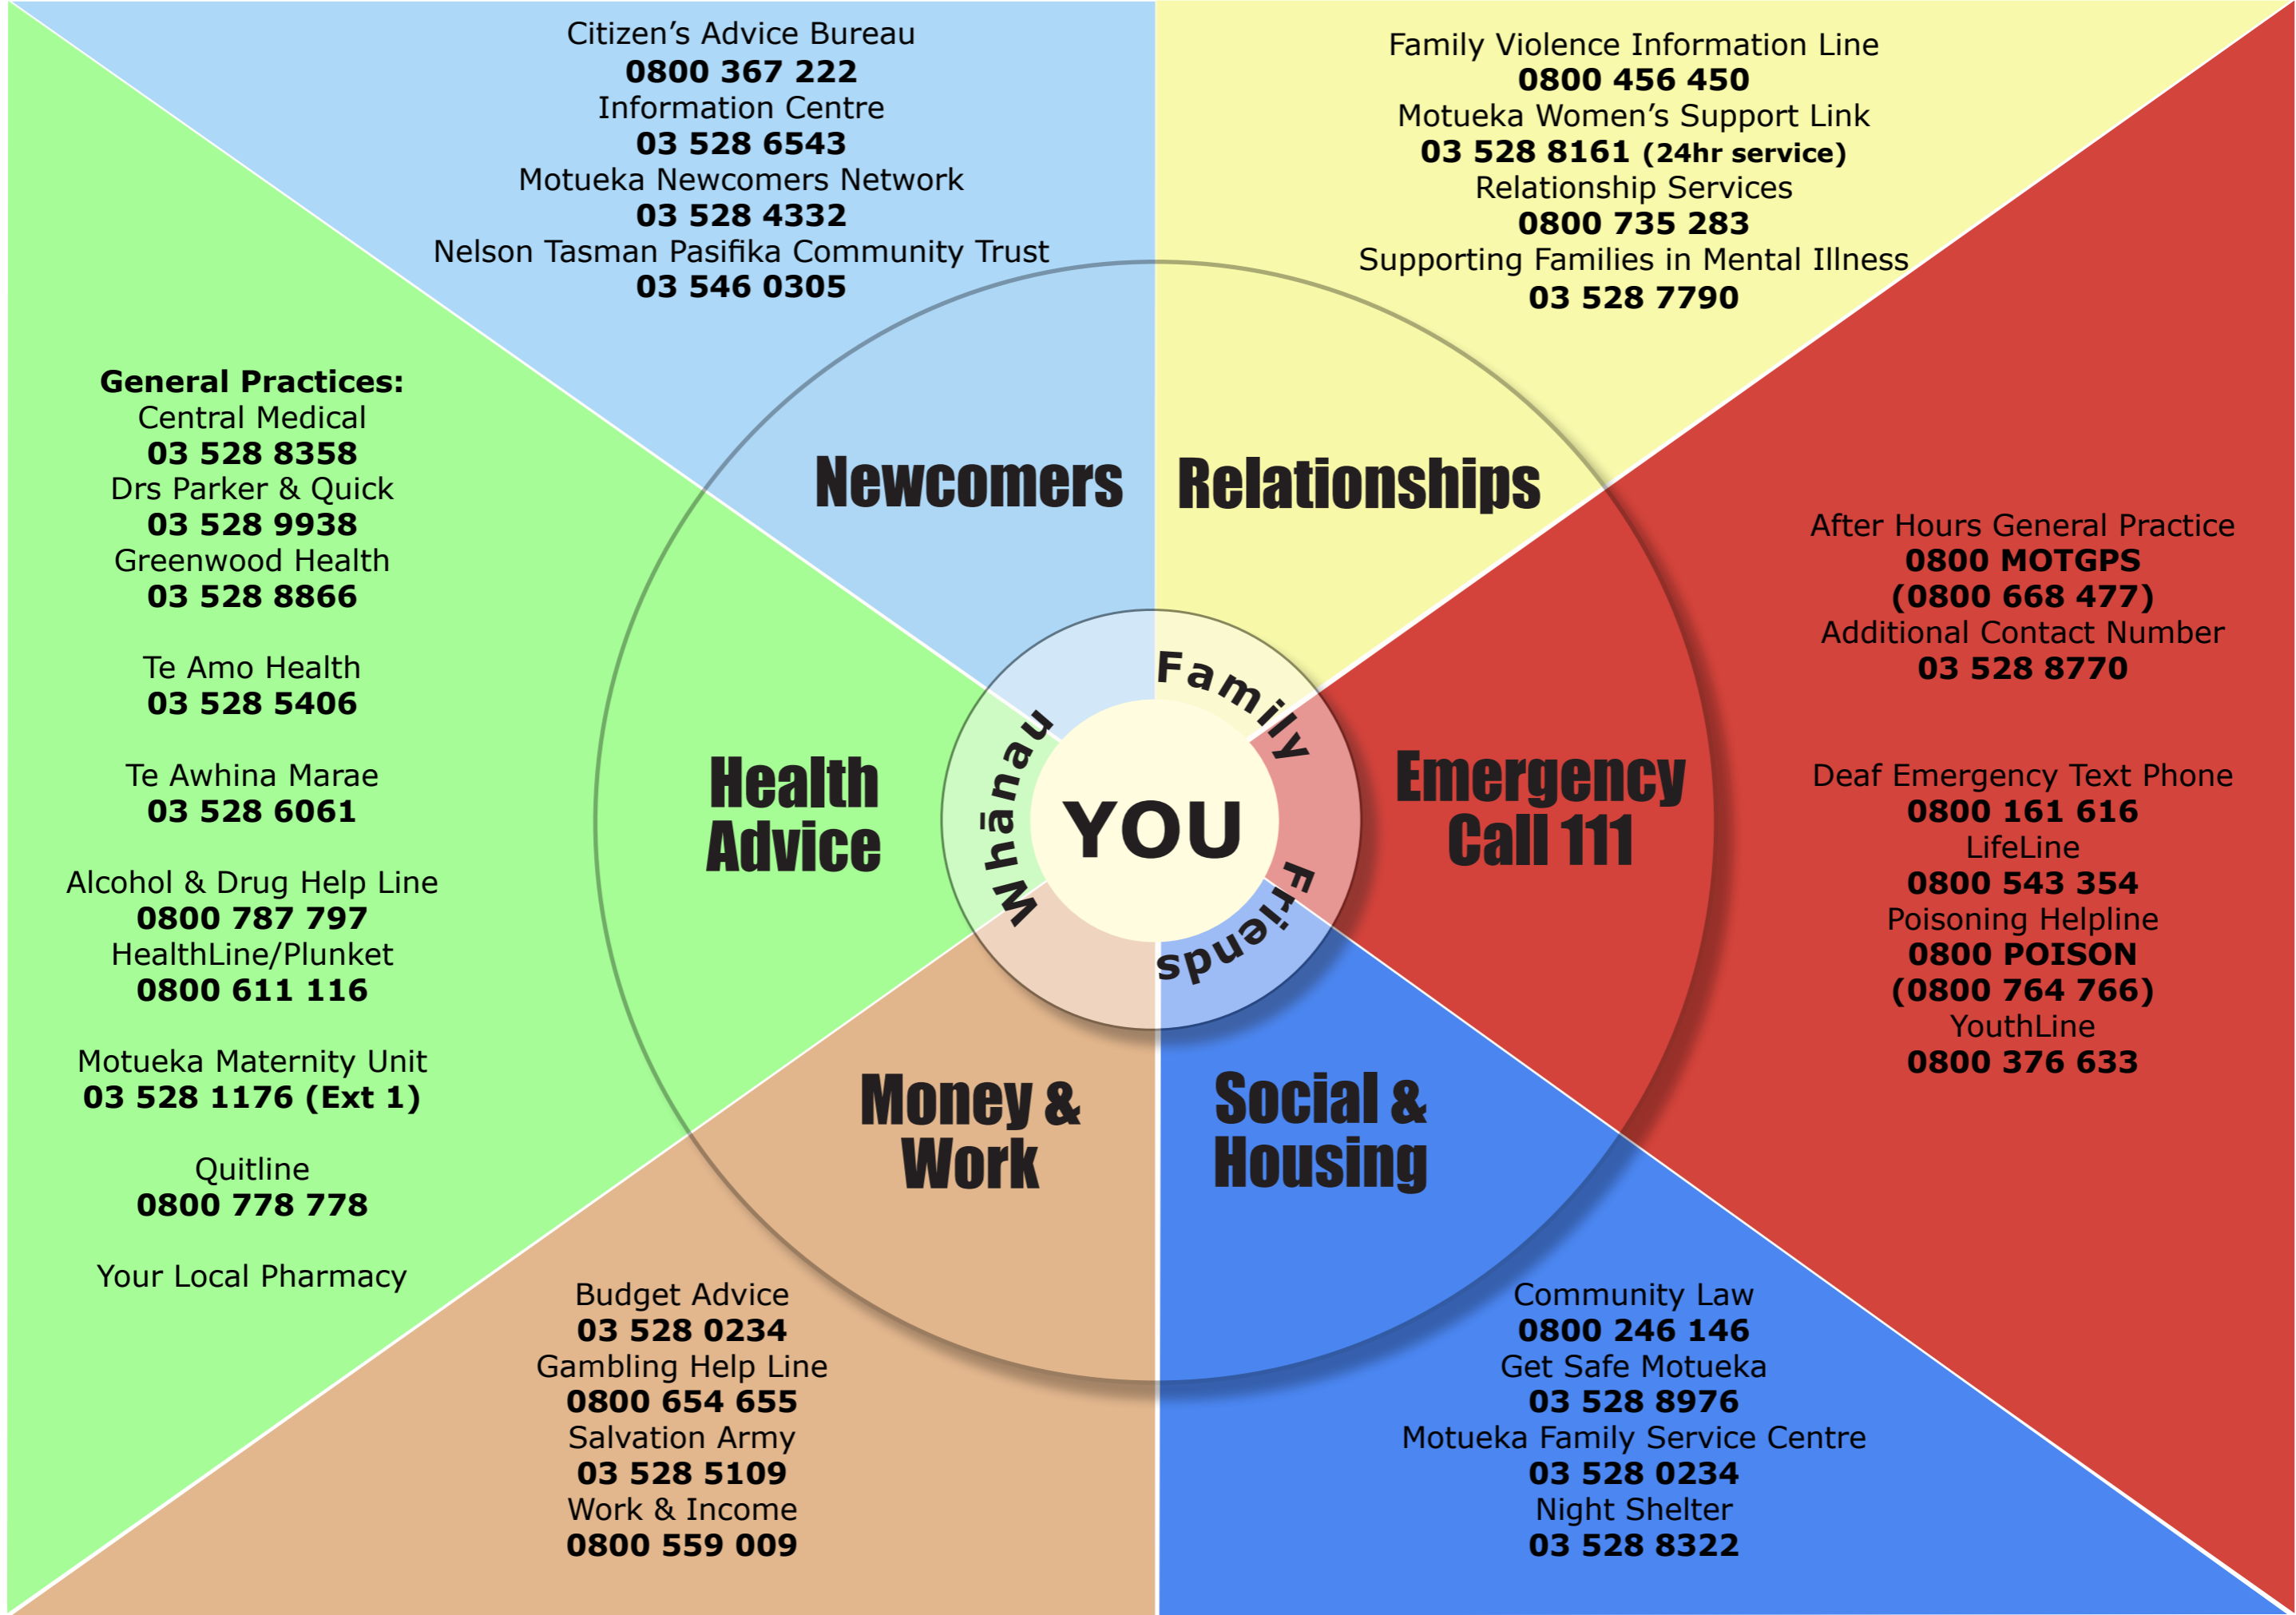 Citizen’s Advice Bureau
0800 367 222
Information Centre
03 528 6543
Motueka Newcomers Network
03 528 4332
Nelson Tasman Pasifika Community Trust
03 546 0305
Newcomers
Family Violence Information Line
0800 456 450
Motueka Women’s Support Link
03 528 8161 (24hr service)
Relationship Services
0800 735 283
Supporting Families in Mental Illness
03 528 7790
Relationships
General Practices:
Central Medical
03 528 8358
Drs Parker & Quick
03 528 9938
Greenwood Health
03 528 8866
Te Amo Health
03 528 5406
Te Awhina Marae
03 528 6061
Alcohol & Drug Help Line
0800 787 797
HealthLine/Plunket
0800 611 116
Motueka Maternity Unit
03 528 1176 (Ext 1)
Quitline
0800 778 778
Your Local Pharmacy
Health
Advice
Whānau
Family
Friends
YOU
Emergency
Call 111
After Hours General Practice
0800 MOTGPS
(0800 668 477)
Additional Contact Number
03 528 8770
Deaf Emergency Text Phone
0800 161 616
LifeLine
0800 543 354
Poisoning Helpline
0800 POISON
(0800 764 766)
YouthLine
0800 376 633
Money &
Work
Budget Advice
03 528 0234
Gambling Help Line
0800 654 655
Salvation Army
03 528 5109
Work & Income
0800 559 009
Social &
Housing
Community Law
0800 246 146
Get Safe Motueka
03 528 8976
Motueka Family Service Centre
03 528 0234
Night Shelter
03 528 8322